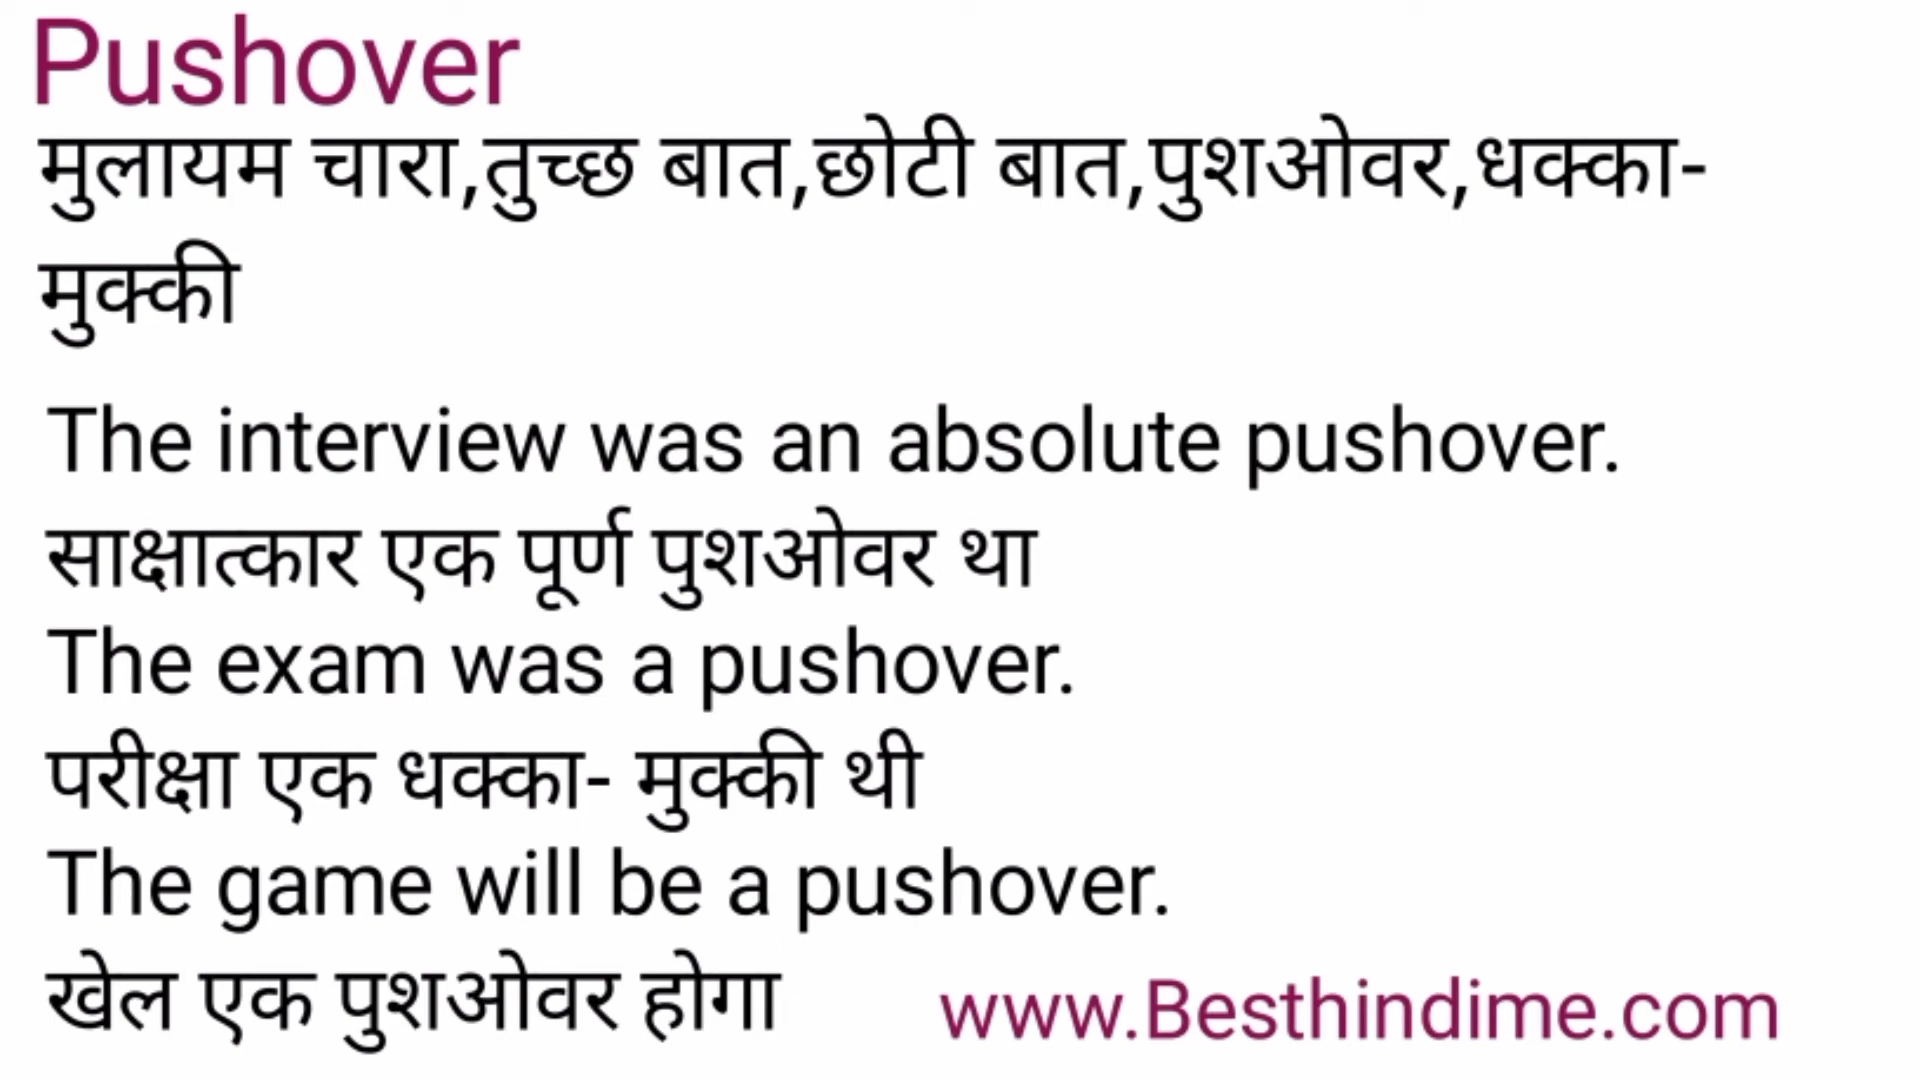 Pushover
मुलायम चारा,तुच्छ बात,छोटी बात,पुशओवर,धक्का-
मुक्की
The interview was an absolute pushover.
साक्षात्कार एक पूर्ण पुशओवर था
The exam was a pushover.
परीक्षा एक धक्का- मुक्की थी
The game will be a pushover.
खेल एक पुशओवर होगा
www.Besthindime.com